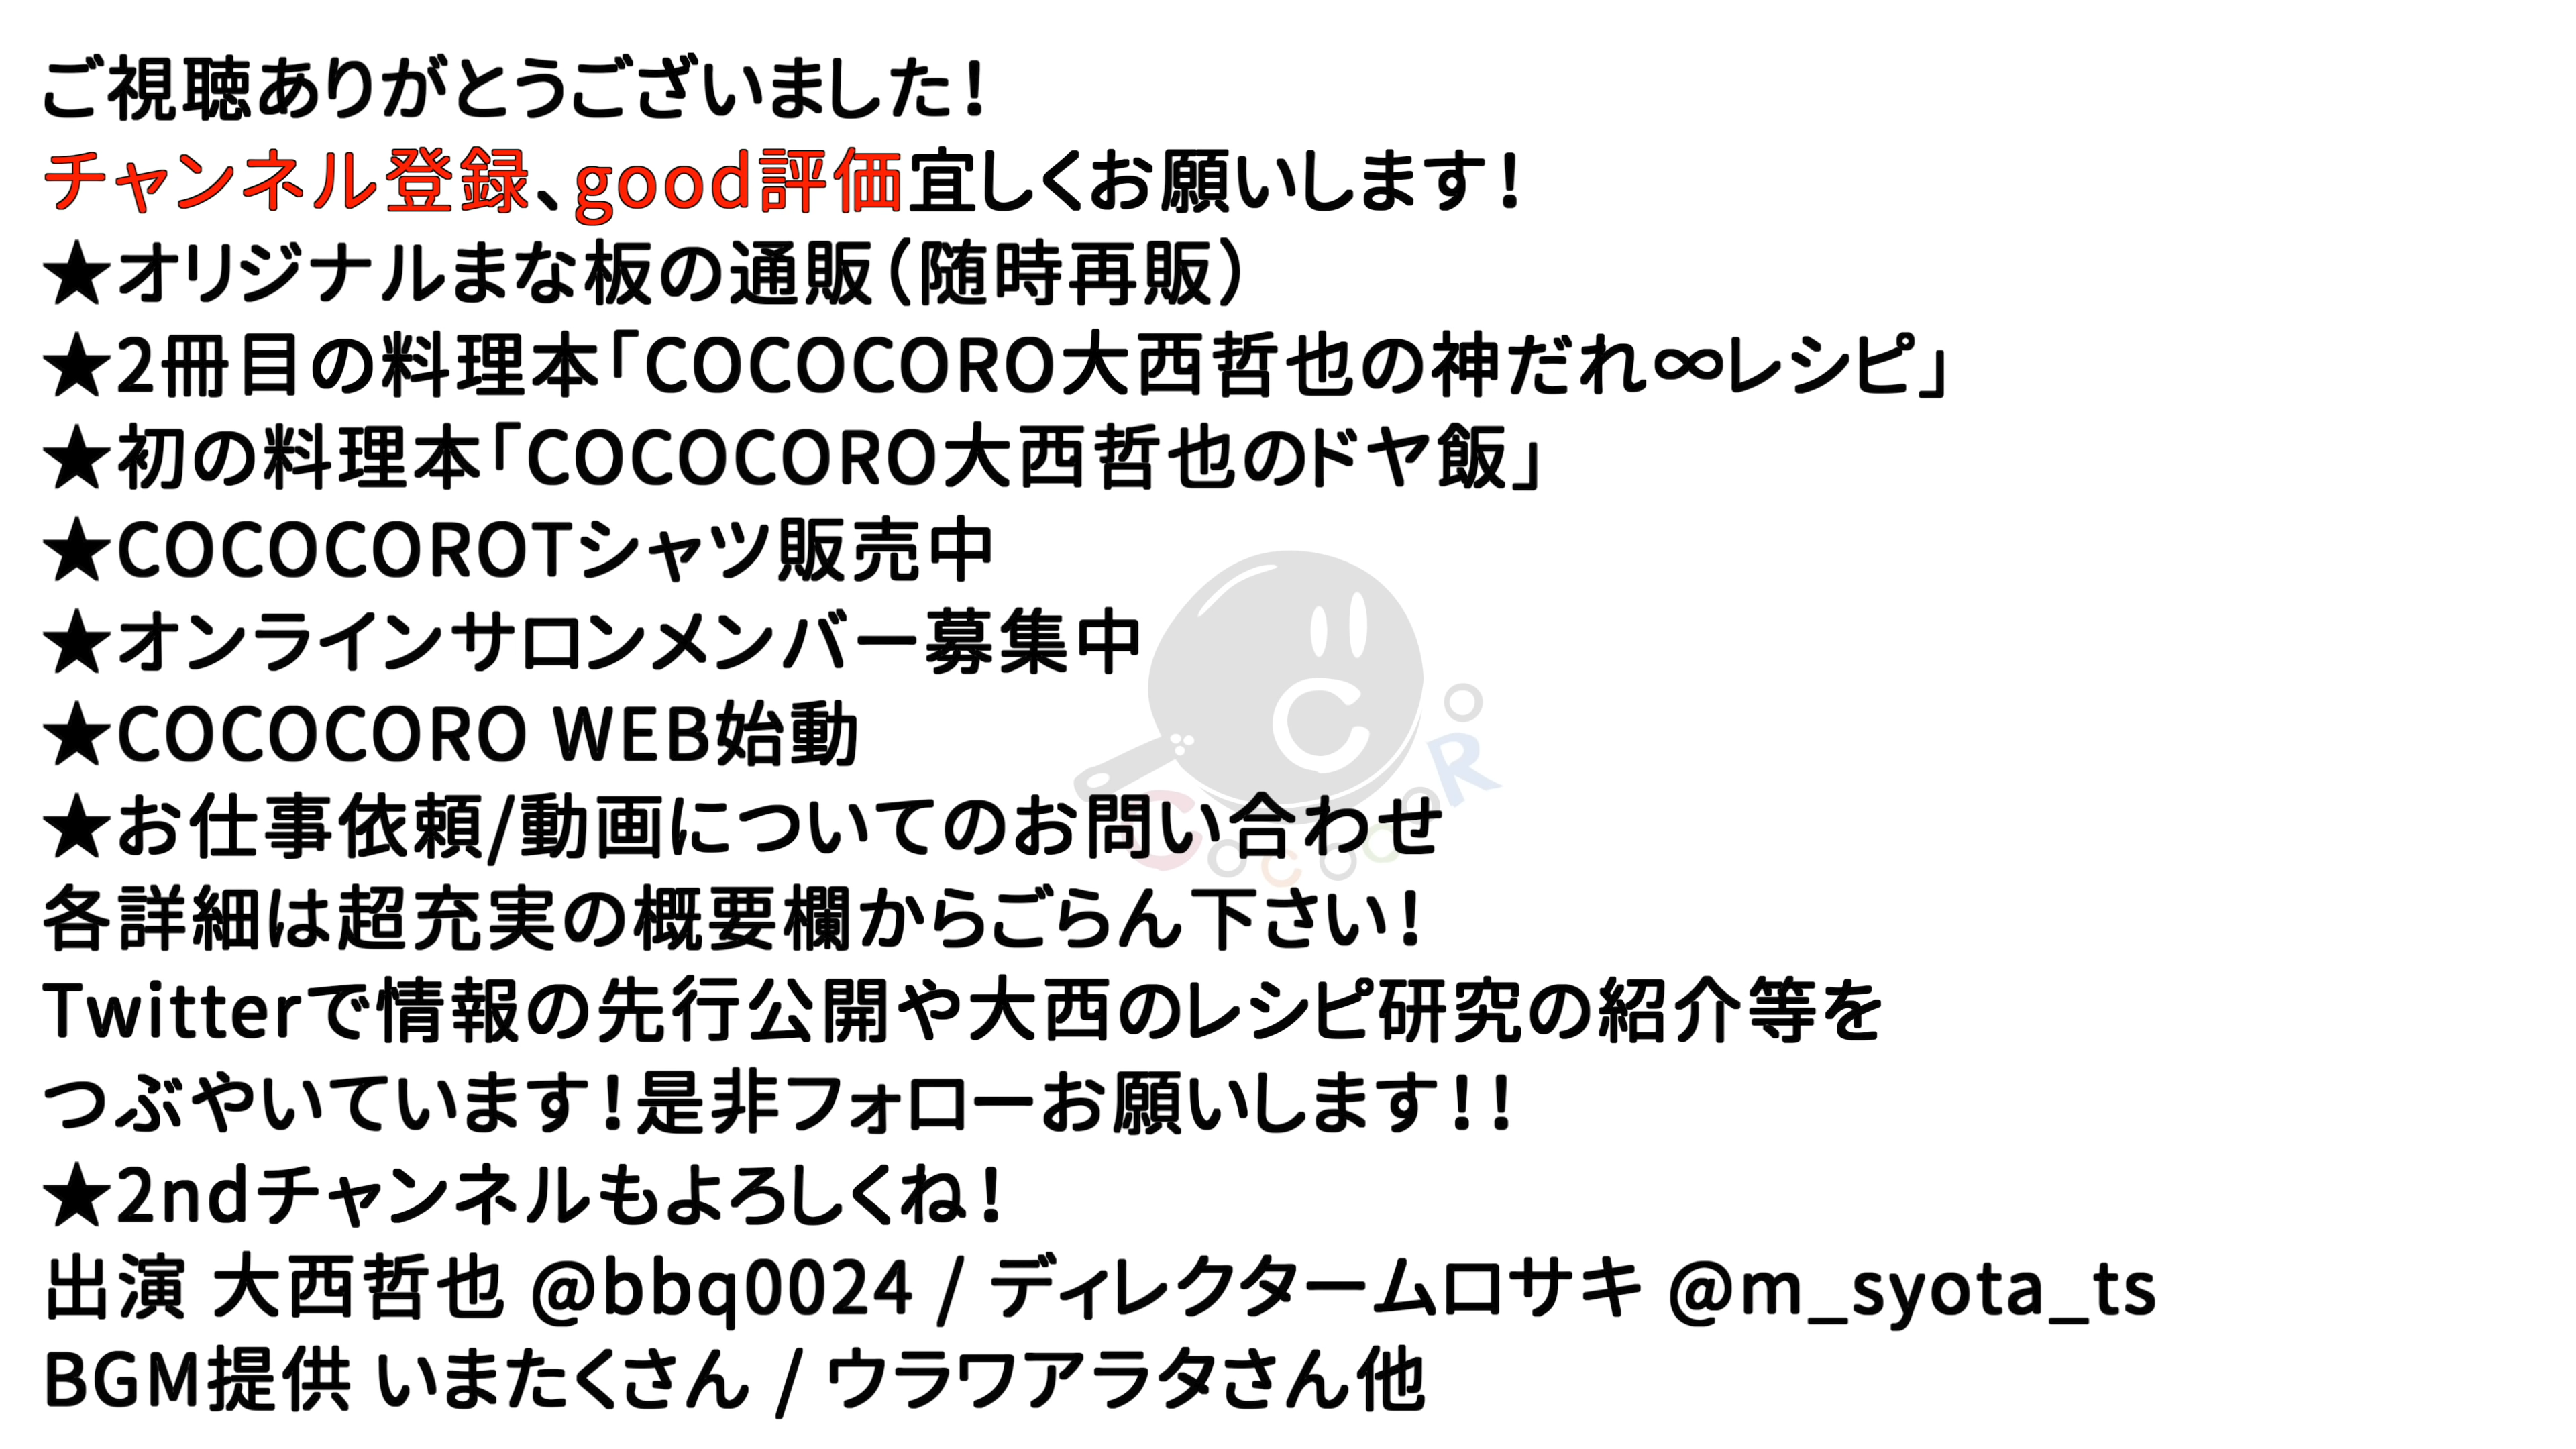 ご視聴ありがとうございました！
チャンネル登録、good評価宜しくお願いします！
★オリジナルまな板の通販（随時再販）
★2冊目の料理本「COCOCORO大西哲也の神だれ∞レシピ」
★初の料理本「COCOCORO大西哲也のドヤ飯」
★COCOCOROTシャツ販売中
★オンラインサロンメンバー募集中
★COCOCORO WEB始動
★お仕事依頼/動画についてのお問い合わせ
各詳細は超充実の概要欄からごらん下さい！
Twitterで情報の先行公開や大西のレシピ研究の紹介等を
つぶやいています！是非フォローお願いします！！
★2ndチャンネルもよろしくね！
出演 大西哲也 @bbq0024 / ディレクタームロサキ @m_syota_ts
BGM提供 いまたくさん / ウラワアラタさん他
C
COCOCORO